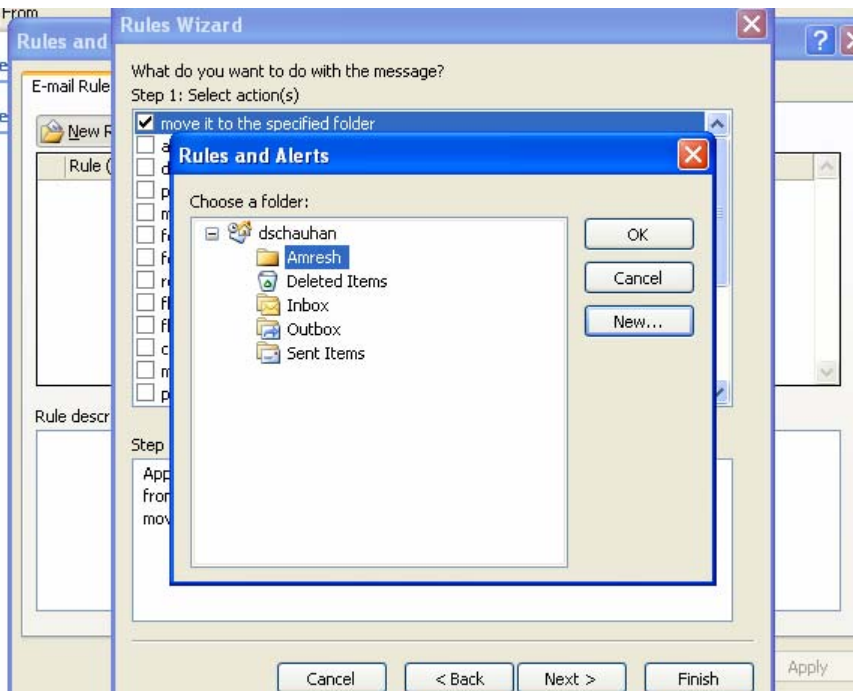 From
Rules and
E-mail Rule
New
Rule (
Rule descr
Rules Wizard
What do you want to do with the message?
Step 1: Select action(s)
move it to the specified folder
Rules and Alerts
Choose a folder:
dschauhan
Amresh
Deleted Items
Inbox
Outbox
Sent Items
OK
Cancel
New...
Step
App
from
mov
Cancel
< Back
Next >
Finish
Apply